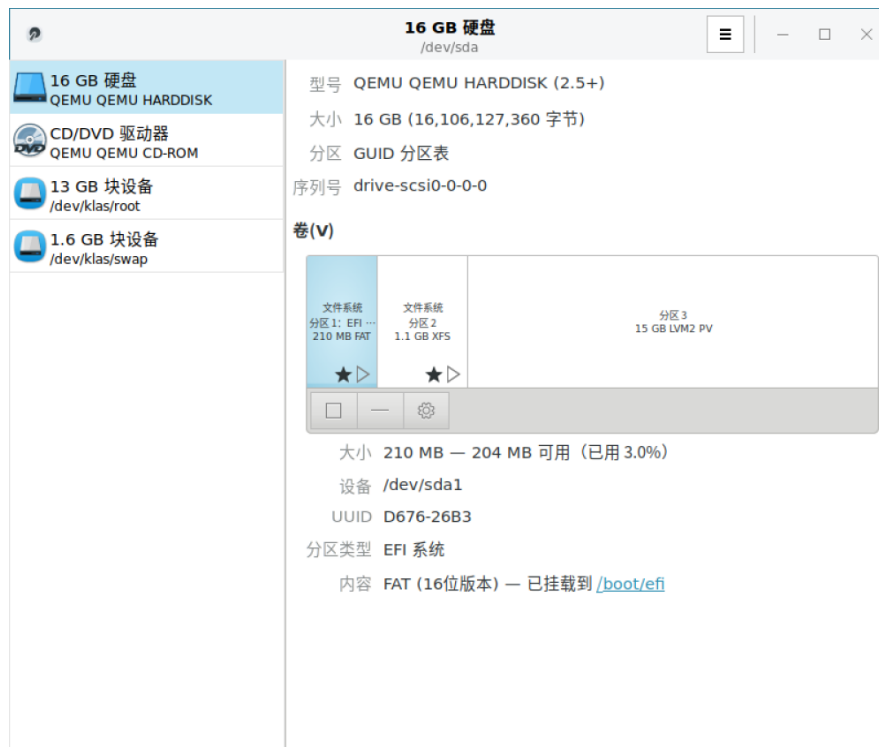 16 GB 硬盘
/dev/sda
16 GB 硬盘
QEMU QEMU HARDDISK
CD/DVD 驱动器
QEMU QEMU CD-ROM
13 GB 块设备
/dev/klas/root
1.6 GB 块设备
/dev/klas/swap
型号 QEMU QEMU HARDDISK (2.5+)
大小 16 GB (16,106,127,360 字节)
分区 GUID 分区表
序列号 drive-scsi0-0-0-0
卷(V)
文件系统
分区 1: EFI ···
210 MB FAT
文件系统
分区 2
1.1 GB XFS
分区 3
15 GB LVM2 PV
大小 210 MB — 204 MB 可用（已用 3.0%）
设备 /dev/sda1
UUID D676-26B3
分区类型 EFI 系统
内容 FAT (16位版本) — 已挂载到 /boot/efi